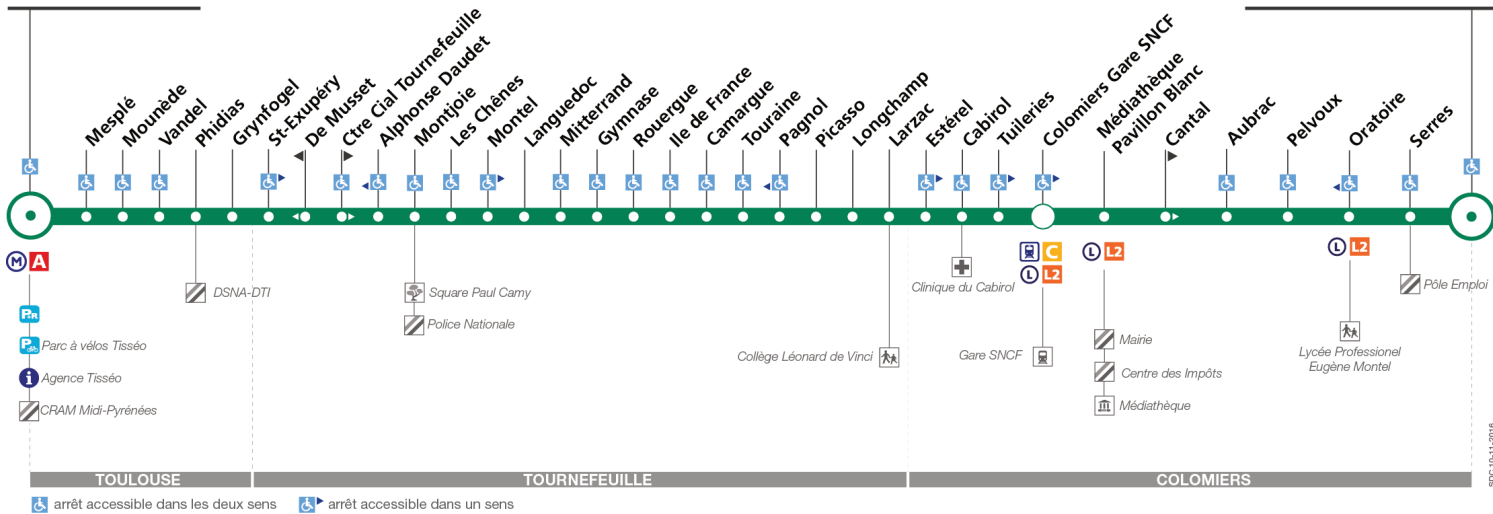 Mesplé
Mounède
Vandel
Phidias
Grynfogel
St-Exupéry
De Musset
Ctre Cial Tournefeuille
Alphonse Daudet
Montjoie
Les Chênes
Montel
Languedoc
Mitterrand
Gymnase
Rouergue
Ile de France
Camargue
Touraine
Pagnol
Picasso
Longchamp
Larzac
Estérel
Cabirol
Tuileries
Colomiers Gare SNCF
Médiathèque
Pavillon Blanc
Cantal
Aubrac
Pelvoux
Oratoire
Serres
M A
P+R
P
Parc à vélos Tisséo
i Agence Tisséo
CRAM Midi-Pyrénées
DSNA-DTI
Square Paul Camy
Police Nationale
Collège Léonard de Vinci
Clinique du Cabirol
C
L L2
Gare SNCF
L L2
Mairie
Centre des Impôts
Médiathèque
L L2
Lycée Professionel
Eugène Montel
Pôle Emploi
TOULOUSE
TOURNEFEUILLE
COLOMIERS
arrêt accessible dans les deux sens
arrêt accessible dans un sens
SDC 10-11-2016